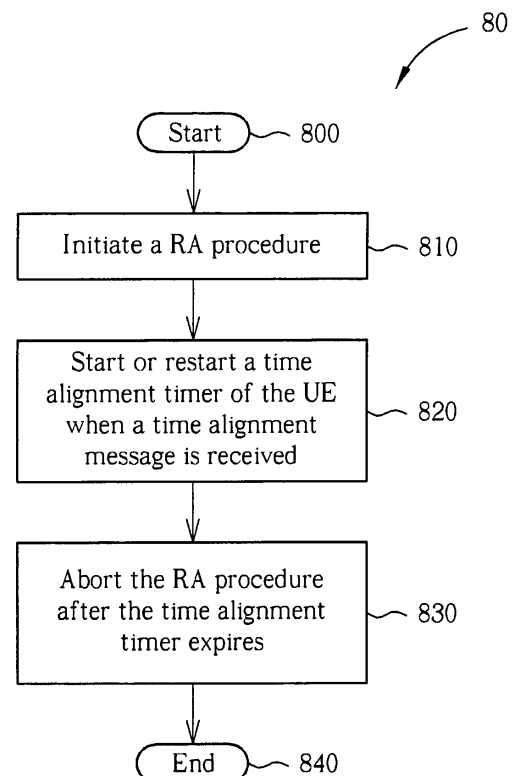 80
Start 800
Initiate a RA procedure 810
Start or restart a time
alignment timer of the UE
when a time alignment
message is received
820
Abort the RA procedure
after the time alignment
timer expires
830
End 840